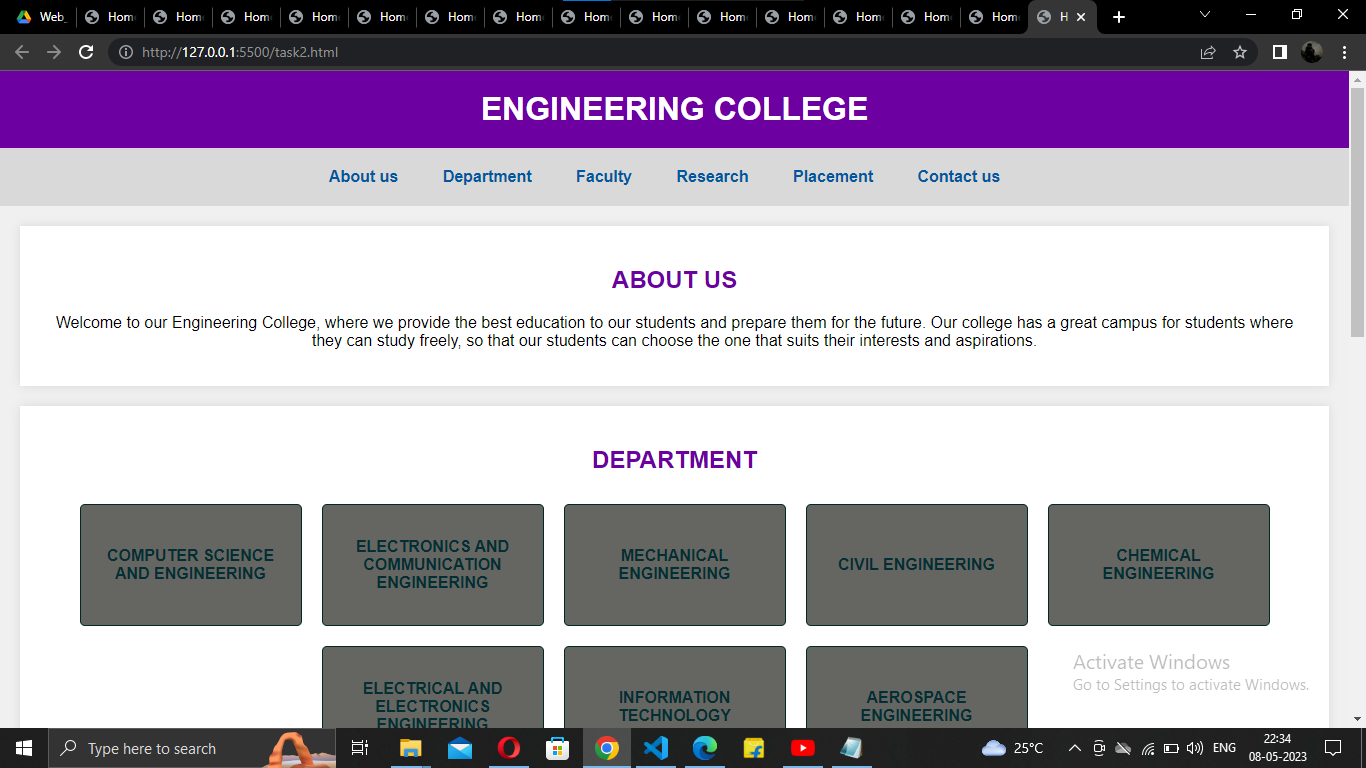 Web_
Hom
Hom
Hom
Hom
Hom
Hom
Hom
Hom
Hom
Hom
Hom
Hom
Hom
Hom
H
http://127.0.0.1:5500/task2.html
ENGINEERING COLLEGE
About us Department Faculty Research Placement Contact us
ABOUT US
Welcome to our Engineering College, where we provide the best education to our students and prepare them for the future. Our college has a great campus for students where
they can study freely, so that our students can choose the one that suits their interests and aspirations.
DEPARTMENT
COMPUTER SCIENCE
AND ENGINEERING
ELECTRONICS AND
COMMUNICATION
ENGINEERING
MECHANICAL
ENGINEERING
CIVIL ENGINEERING
CHEMICAL
ENGINEERING
ELECTRICAL AND
ELECTRONICS
ENGINEERING
INFORMATION
TECHNOLOGY
AEROSPACE
ENGINEERING
Activate Windows
Go to Settings to activate Windows.
Type here to search
25°C
ENG
22:34
08-05-2023